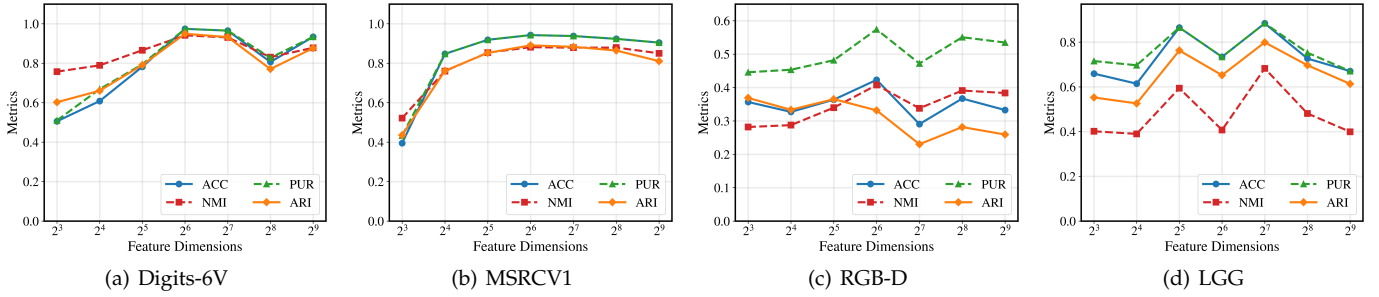 1.0
0.8
0.6
0.4
0.2
0.0
Metrics
2^3 2^4 2^5 2^6 2^7 2^8 2^9
Feature Dimensions
ACC PUR
NMI ARI
(a) Digits-6V
1.0
0.8
0.6
0.4
0.2
0.0
Metrics
2^3 2^4 2^5 2^6 2^7 2^8 2^9
Feature Dimensions
ACC PUR
NMI ARI
(b) MSRCV1
0.6
0.5
0.4
0.3
0.2
0.1
0.0
Metrics
2^3 2^4 2^5 2^6 2^7 2^8 2^9
Feature Dimensions
ACC PUR
NMI ARI
(c) RGB-D
0.8
0.6
0.4
0.2
0.0
Metrics
2^3 2^4 2^5 2^6 2^7 2^8 2^9
Feature Dimensions
ACC PUR
NMI ARI
(d) LGG